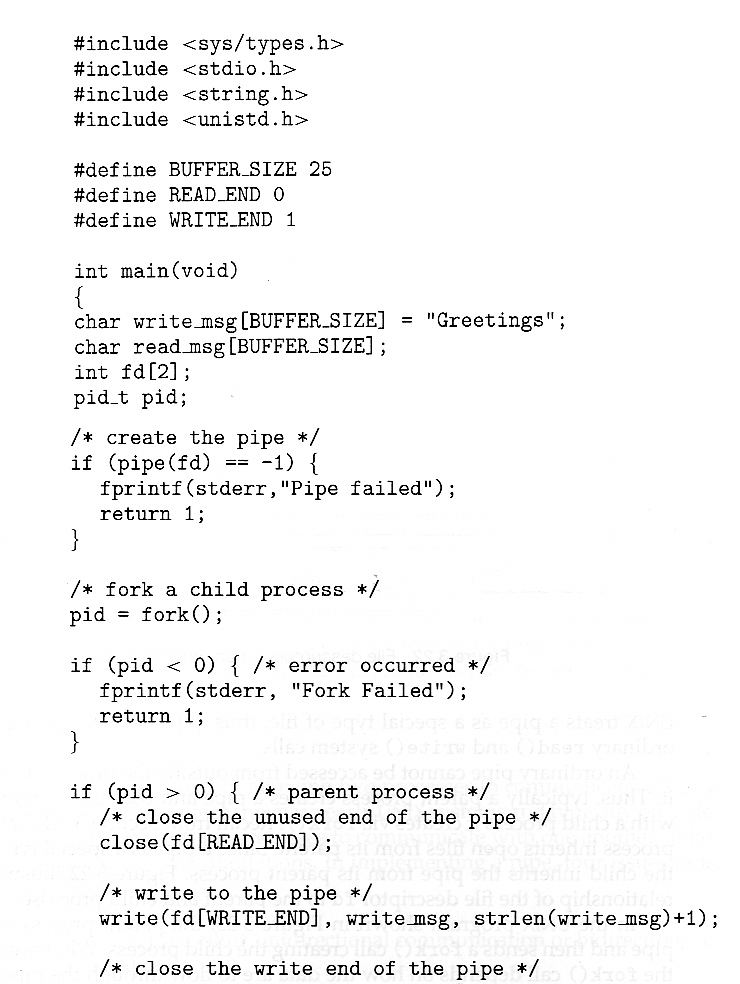 #include <sys/types.h>
#include <stdio.h>
#include <string.h>
#include <unistd.h>

#define BUFFER_SIZE 25
#define READ_END 0
#define WRITE_END 1

int main(void)
{
char write_msg[BUFFER_SIZE] = "Greetings";
char read_msg[BUFFER_SIZE];
int fd[2];
pid_t pid;

/* create the pipe */
if (pipe(fd) == -1) {
   fprintf(stderr,"Pipe failed");
   return 1;
}

/* fork a child process */
pid = fork();

if (pid < 0) { /* error occurred */
   fprintf(stderr, "Fork Failed");
   return 1;
}

if (pid > 0) { /* parent process */
   /* close the unused end of the pipe */
   close(fd[READ_END]);

   /* write to the pipe */
   write(fd[WRITE_END], write_msg, strlen(write_msg)+1);

   /* close the write end of the pipe */